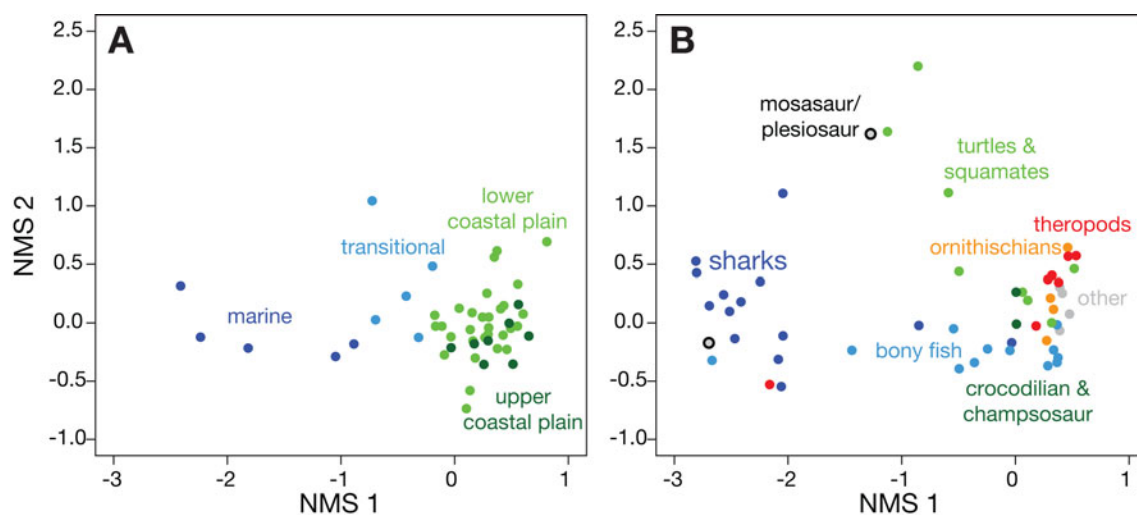 A
B
2.5
2.0
1.5
1.0
0.5
0.0
-0.5
-1.0
NMS 2
lower
coastal plain
transitional
marine
upper
coastal plain
-3
-2
-1
0
1
NMS 1
2.5
2.0
1.5
1.0
0.5
0.0
-0.5
-1.0
mosasaur/
plesiosaur
turtles &
squamates
theropods
ornithischians
sharks
other
bony fish
crocodilian &
champsosaur
-3
-2
-1
0
1
NMS 1